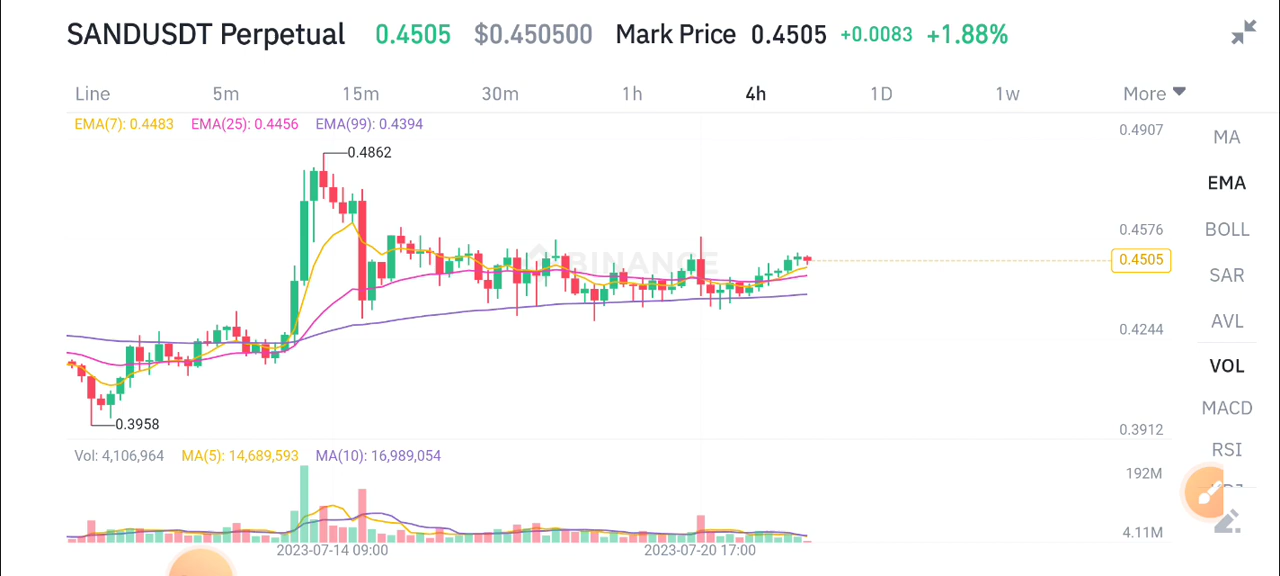 SANDUSDT Perpetual 0.4505 $0.450500 Mark Price 0.4505 +0.0083 +1.88%
Line 5m 15m 30m 1h 4h 1D 1w More
EMA(7): 0.4483 EMA(25): 0.4456 EMA(99): 0.4394
0.4907
MA
0.4862
EMA
0.4576
BOLL
BINANCE
0.4505
SAR
0.4244
AVL
VOL
MACD
0.3958
0.3912
RSI
Vol: 4,106,964 MA(5): 14,689,593 MA(10): 16,989,054
192M
4.11M
2023-07-14 09:00 2023-07-20 17:00